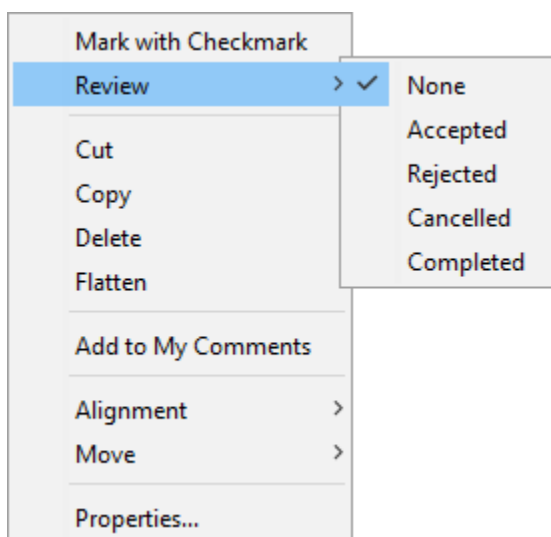 Mark with Checkmark
Review
None
Accepted
Rejected
Cancelled
Completed
Cut
Copy
Delete
Flatten
Add to My Comments
Alignment
Move
Properties...